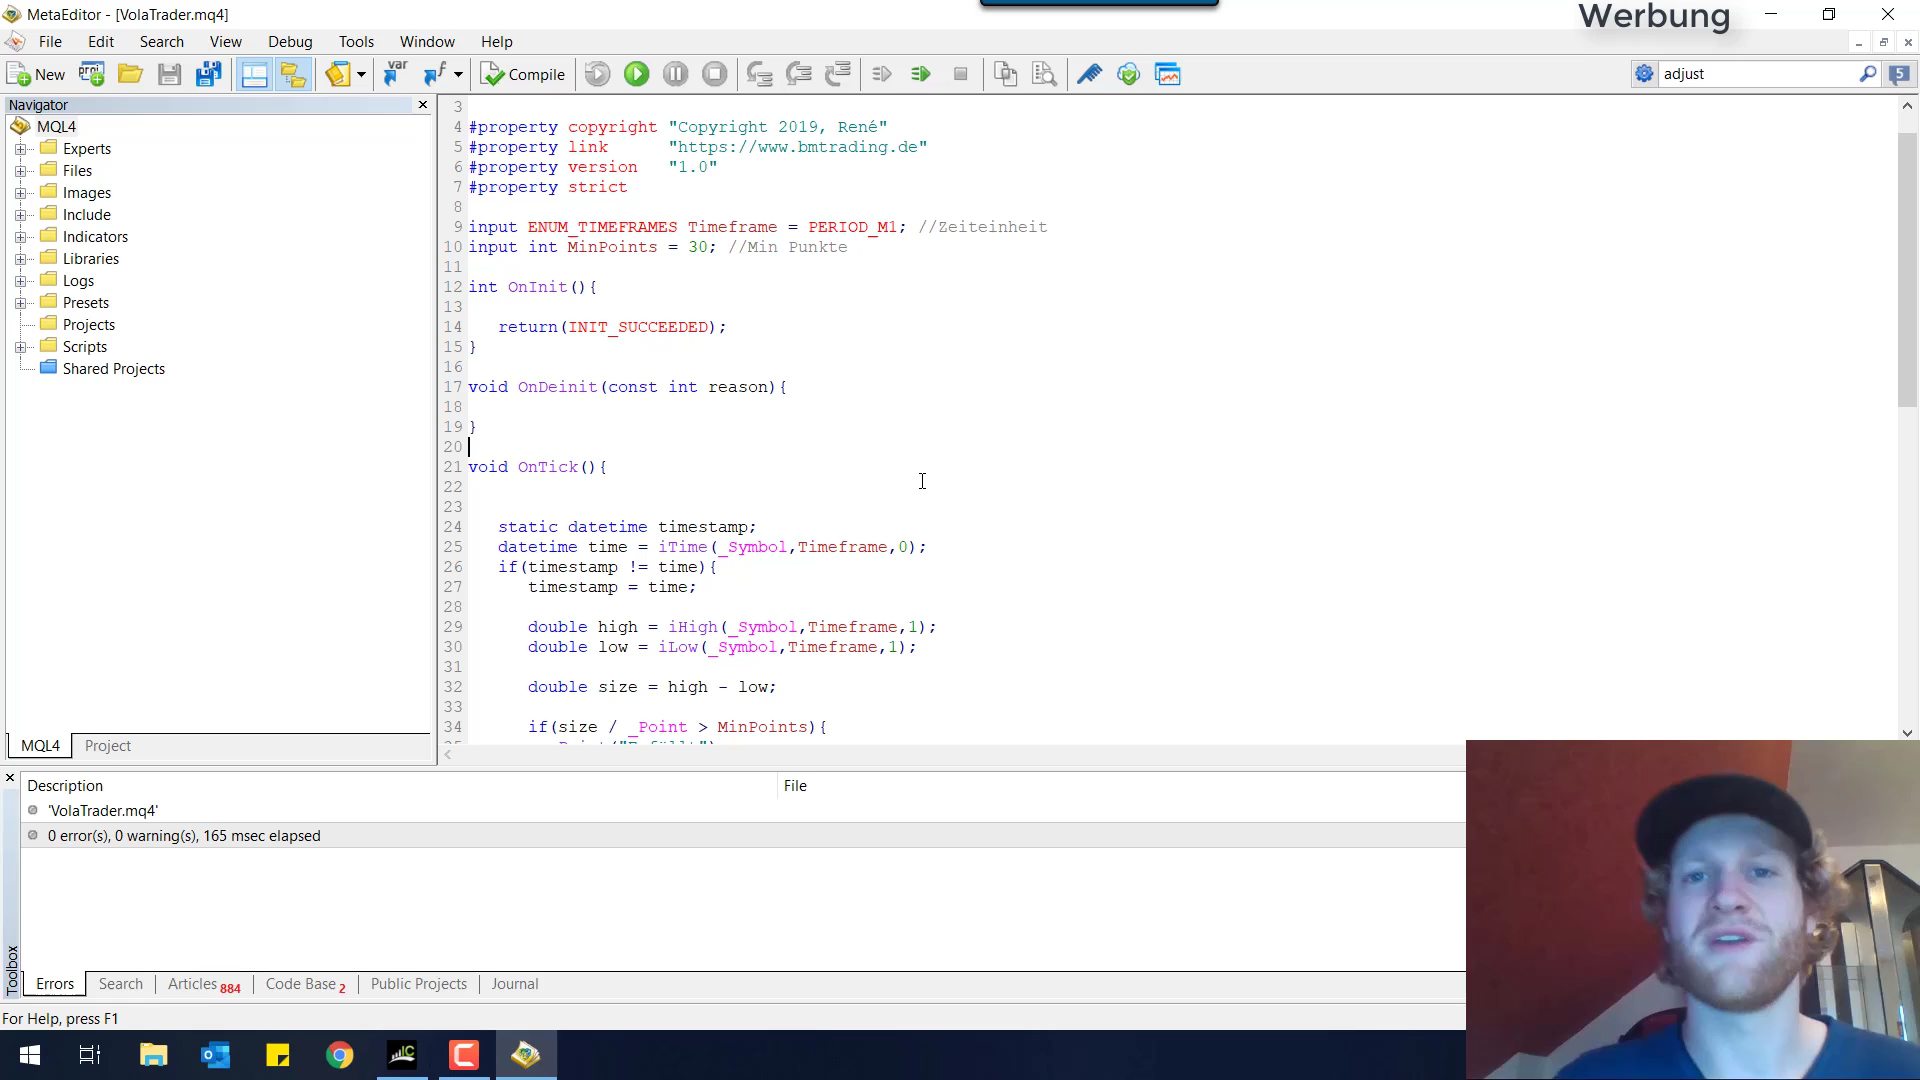 MetaEditor - [VolaTrader.mq4]
Werbung
File Edit Search View Debug Tools Window Help
New Compile adjust 5
Navigator
MQL4
Experts
Files
Images
Include
Indicators
Libraries
Logs
Presets
Projects
Scripts
Shared Projects
MQL4 Project
3
4 #property copyright "Copyright 2019, René"
5 #property link "https://www.bmtrading.de"
6 #property version "1.0"
7 #property strict
8
9 input ENUM_TIMEFRAMES Timeframe = PERIOD_M1; //Zeiteinheit
10 input int MinPoints = 30; //Min Punkte
11
12 int OnInit(){
13
14 return(INIT_SUCCEEDED);
15 }
16
17 void OnDeinit(const int reason){
18
19 }
20
21 void OnTick(){
22
23
24 static datetime timestamp;
25 datetime time = iTime(_Symbol,Timeframe,0);
26 if(timestamp != time){
27 timestamp = time;
28
29 double high = iHigh(_Symbol,Timeframe,1);
30 double low = iLow(_Symbol,Timeframe,1);
31
32 double size = high - low;
33
34 if(size / _Point > MinPoints){
Description File
'VolaTrader.mq4'
0 error(s), 0 warning(s), 165 msec elapsed
Toolbox
Errors Search Articles 884 Code Base 2 Public Projects Journal
For Help, press F1